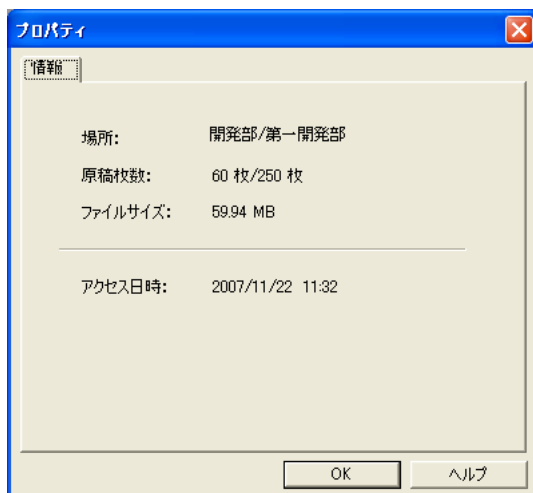 プロパティ
情報
場所: 開発部/第一開発部
原稿枚数: 60 枚/250 枚
ファイルサイズ: 59.94 MB
アクセス日時: 2007/11/22 11:32
OK
ヘルプ